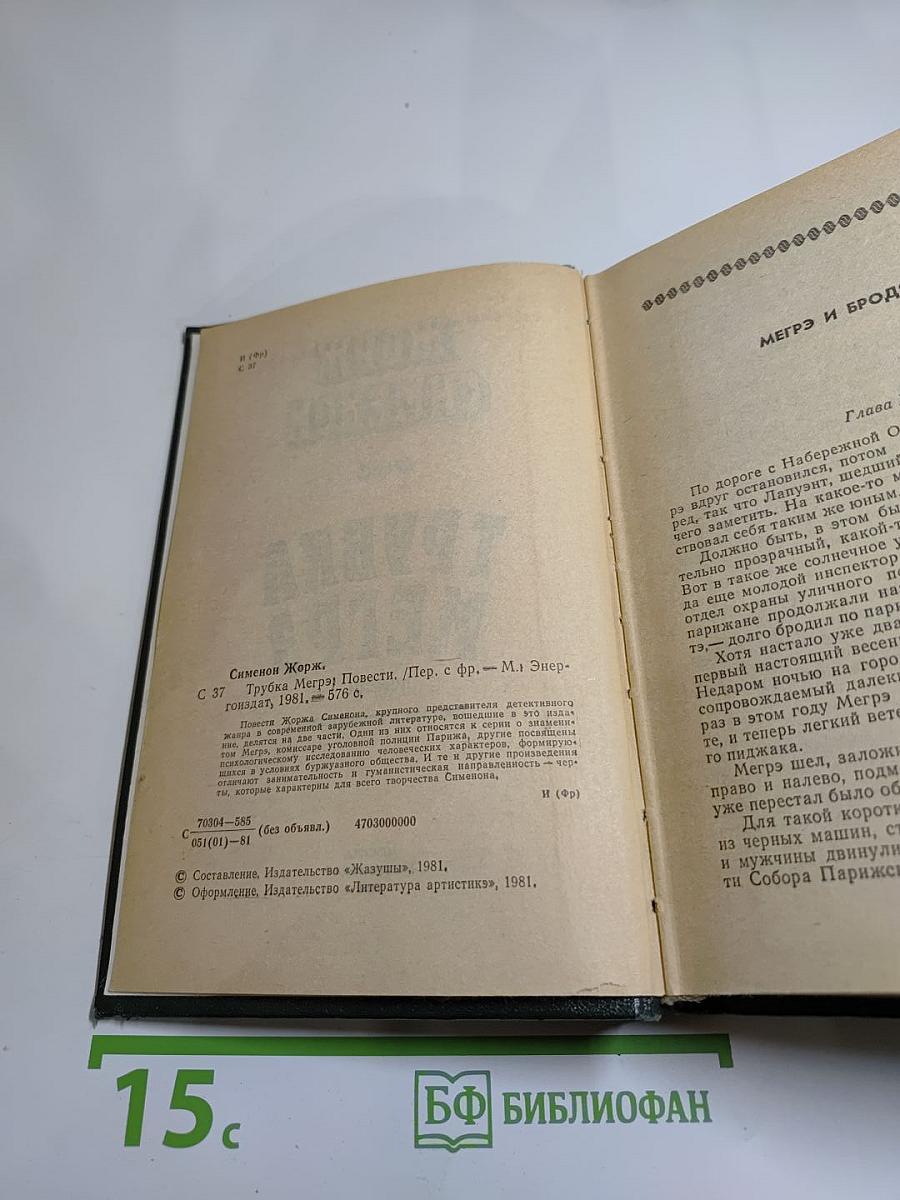 И (Фр)
С 37
Сименон Жорж.
С 37 Трубка Мегрэ: Повести. /Пер. с фр. — М.: Энер-
гоиздат, 1981. — 576 с.
Повести Жоржа Сименона, крупного представителя детективного
жанра в современной зарубежной литературе, вошедшие в это изда-
ние, делятся на две части. Одни из них относятся к серии о знамени-
том Мегрэ, комиссаре уголовной полиции Парижа, другие посвящены
психологическому исследованию человеческих характеров, формирую-
щихся в условиях буржуазного общества. И те и другие произведения
отличают занимательность и гуманистическая направленность — чер-
ты, которые характерны для всего творчества Сименона.
И (Фр)
С 70304—585
051(01)—81 (без объявл.) 4703000000
© Составление, Издательство «Жазушы», 1981.
© Оформление, Издательство «Литература артистикэ», 1981.
МЕГРЭ И БРОДЯ
Глава
По дороге с Набережной О
рэ вдруг остановился, потом
ред, так что Лапуэнт, шедший
чего заметить. На какое-то м
ствовал себя таким же юным,
Должно быть, в этом бы
тельно прозрачный, какой-т
Вот в такое же солнечное у
да еще молодой инспектор,
отдел охраны уличного по
парижане продолжали наз
тэ,— долго бродил по пари
Хотя настало уже два
первый настоящий весен
Недаром ночью на горо
сопровождаемый далеки
раз в этом году Мегрэ
те, и теперь легкий вете
го пиджака.
Мегрэ шел, заложи
право и налево, подм
уже перестал было об
Для такой коротк
из черных машин, ст
и мужчины двинули
ти Собора Парижск
15 с
БФ БИБЛИОФАН